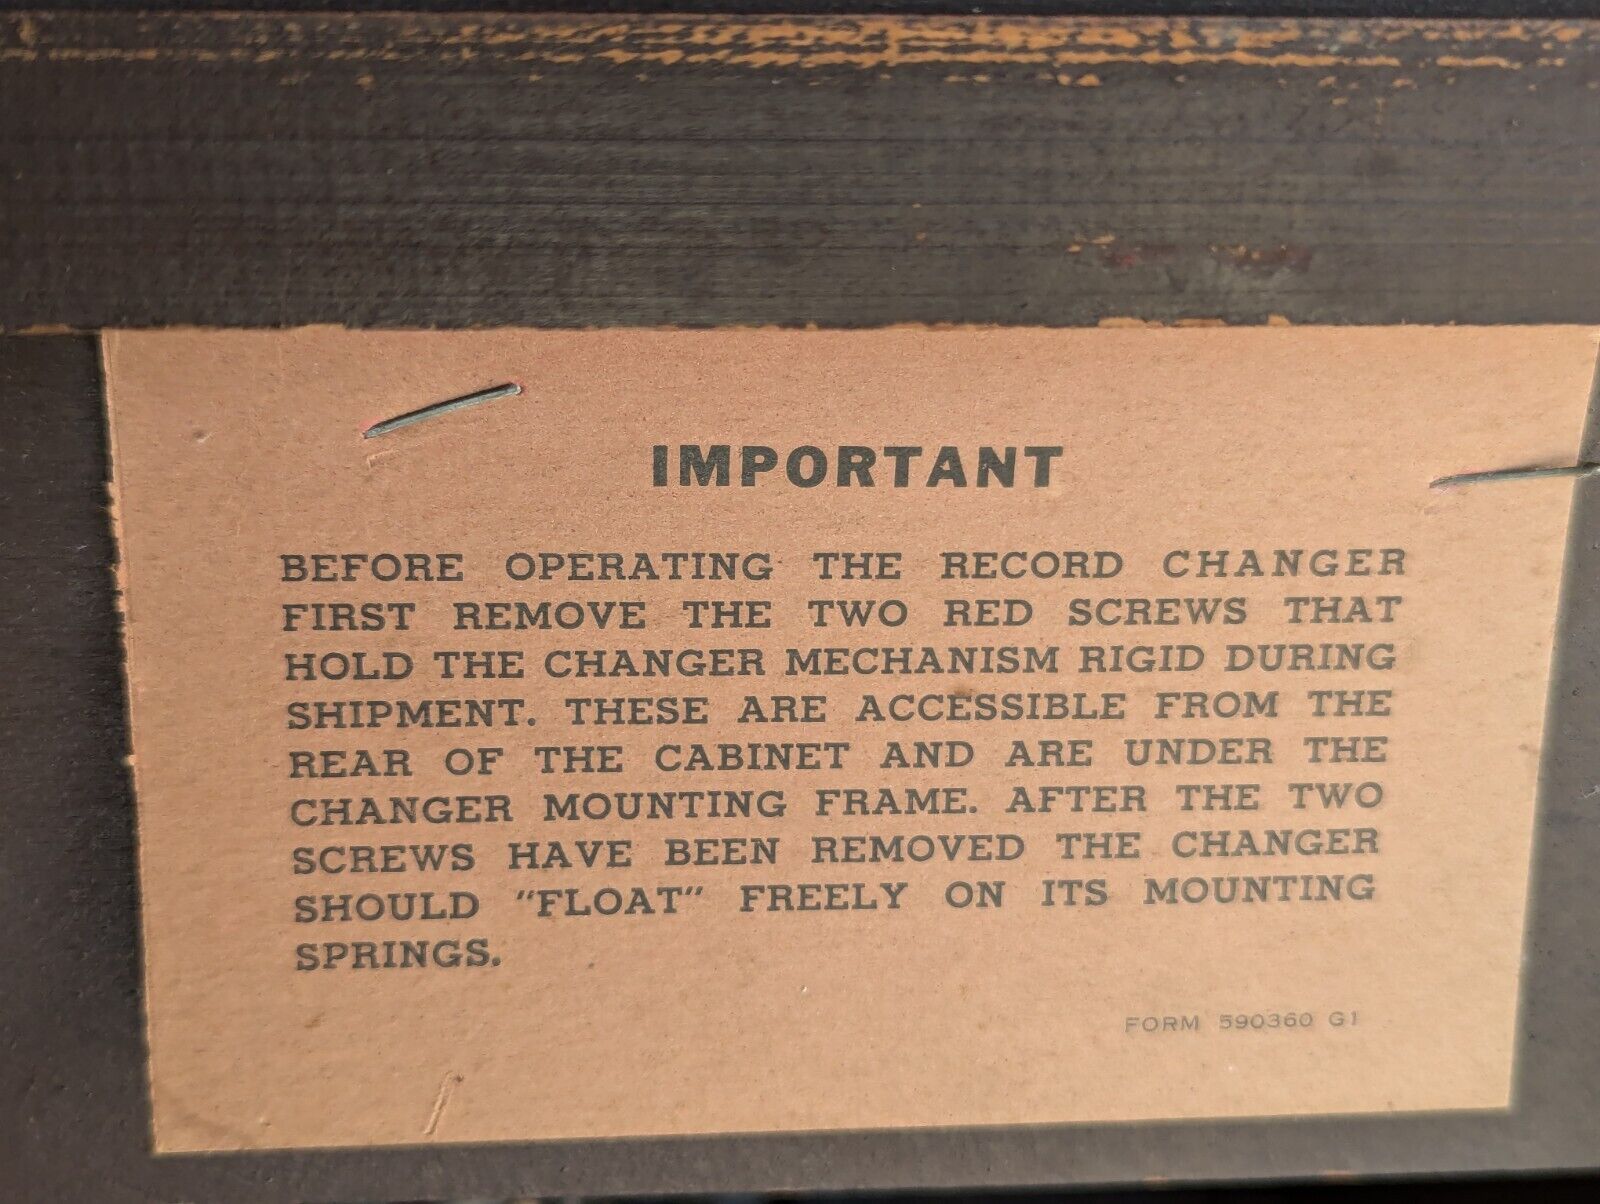 IMPORTANT
BEFORE OPERATING THE RECORD CHANGER
FIRST REMOVE THE TWO RED SCREWS THAT
HOLD THE CHANGER MECHANISM RIGID DURING
SHIPMENT. THESE ARE ACCESSIBLE FROM THE
REAR OF THE CABINET AND ARE UNDER THE
CHANGER MOUNTING FRAME. AFTER THE TWO
SCREWS HAVE BEEN REMOVED THE CHANGER
SHOULD "FLOAT" FREELY ON ITS MOUNTING
SPRINGS.
FORM 590360 G1